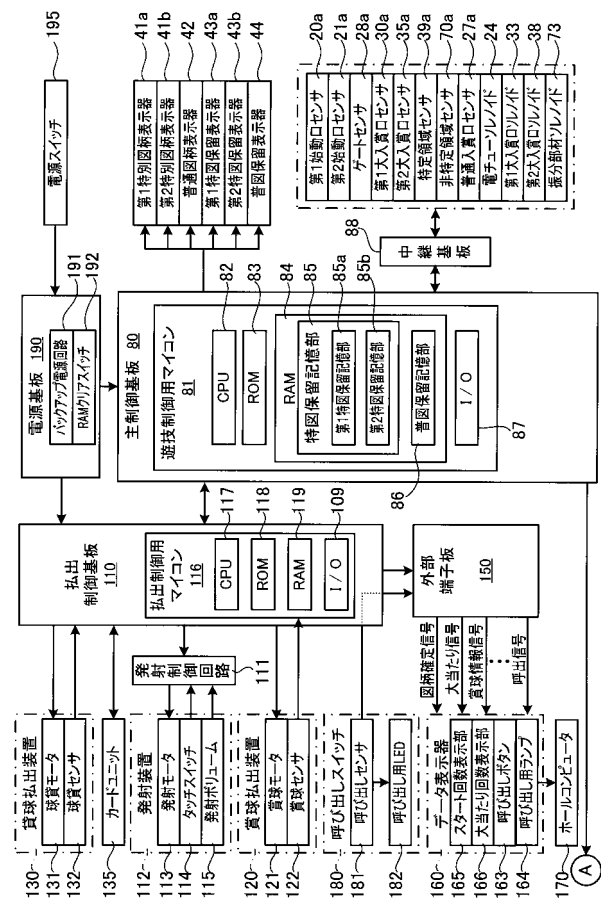 195
電源スイッチ
電源基板 190
バックアップ電源回路
RAMクリアスイッチ
191
192
第1特別図柄表示器
第2特別図柄表示器
普通図柄表示器
第1特図保留表示器
第2特図保留表示器
普図保留表示器
41a
41b
42
43a
43b
44
主制御基板 80
遊技制御用マイコン
81
CPU
ROM
RAM
特図保留記憶部
第1特図保留記憶部
第2特図保留記憶部
普図保留記憶部
I/O
82
83
84
85
85a
85b
86
87
中継基板
88
第1始動口センサ
第2始動口センサ
ゲートセンサ
第1大入賞口センサ
第2大入賞口センサ
特定領域センサ
非特定領域センサ
普通入賞口センサ
電チューソレノイド
第1大入賞口ソレノイド
第2大入賞口ソレノイド
振分部材ソレノイド
20a
21a
28a
30a
35a
39a
70a
27a
24
33
38
73
払出
制御基板
110
払出制御用
マイコン
116
CPU
ROM
RAM
I/O
117
118
119
109
発射制御回路
111
外部
端子板
150
図柄確定信号
大当たり信号
賞球情報信号
⋮
呼出信号
貸球払出装置
球貸モータ
球貸センサ
130
131
132
カードユニット
135
発射装置
発射モータ
タッチスイッチ
発射ボリューム
112
113
114
115
賞球払出装置
賞球モータ
賞球センサ
120
121
122
呼び出しスイッチ
呼び出しセンサ
呼び出し用LED
180
181
182
データ表示器
スタート回数表示部
大当たり回数表示部
呼び出しボタン
呼び出し用ランプ
160
165
166
163
164
ホールコンピュータ
170
A